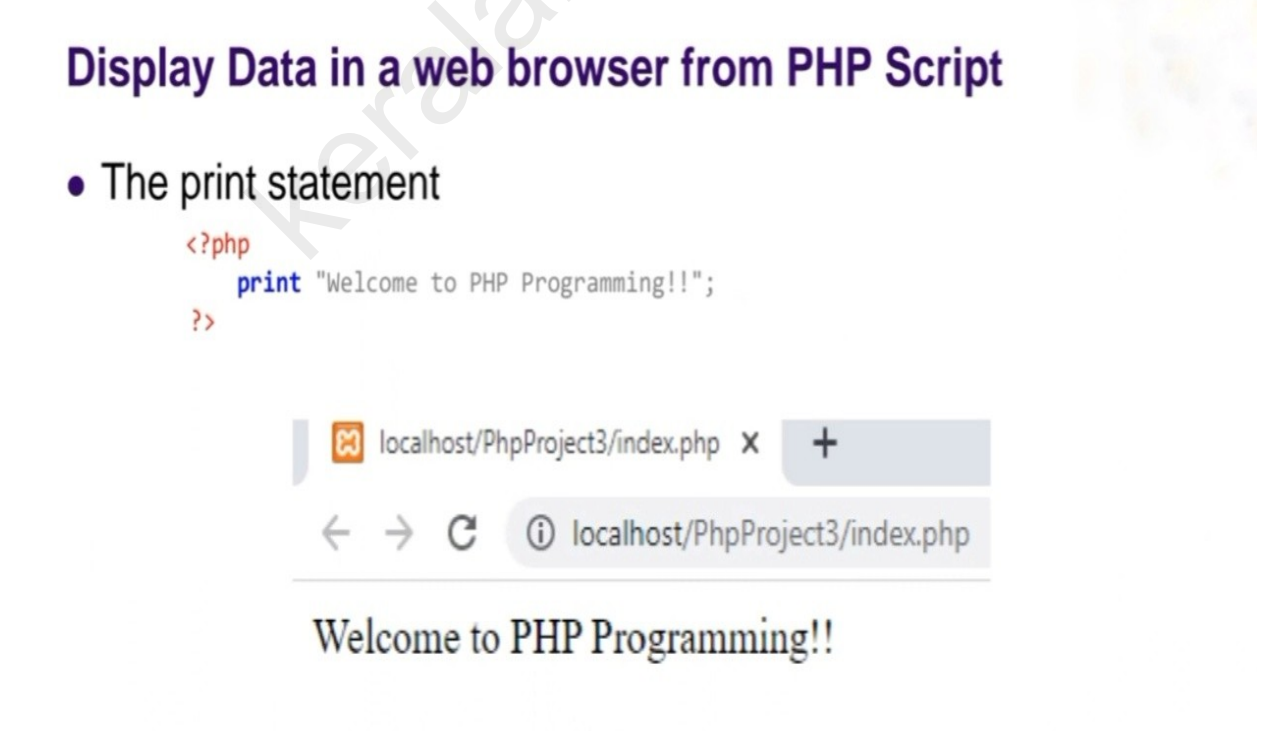 Display Data in a web browser from PHP Script
● The print statement
<?php
print "Welcome to PHP Programming!!";
?>
localhost/PhpProject3/index.php X +
localhost/PhpProject3/index.php
Welcome to PHP Programming!!
kerala